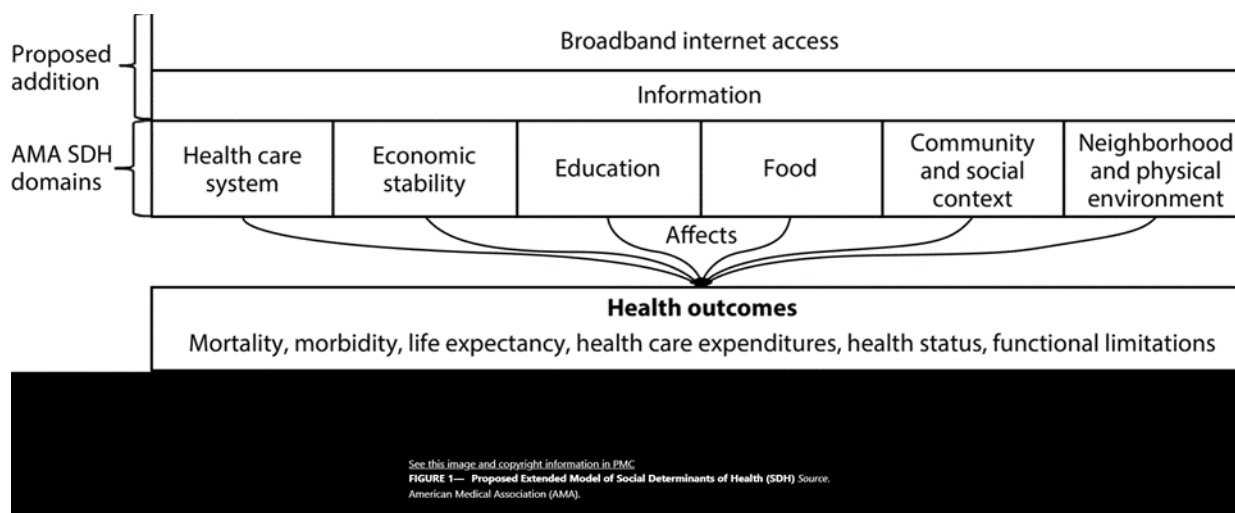 Proposed
addition
Broadband internet access
Information
AMA SDH
domains
Health care
system
Economic
stability
Education
Food
Community
and social
context
Neighborhood
and physical
environment
Affects
Health outcomes
Mortality, morbidity, life expectancy, health care expenditures, health status, functional limitations
See this image and copyright information in PMC
FIGURE 1— Proposed Extended Model of Social Determinants of Health (SDH) Source.
American Medical Association (AMA).